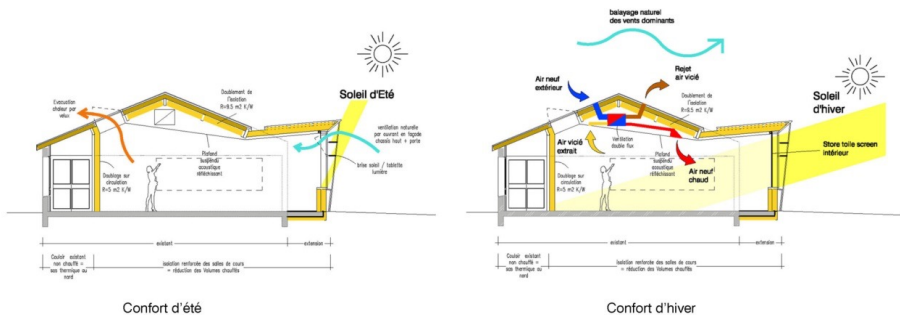 Soleil d'Eté
Doublement de
l'isolation
R=9.5 m2 K/W
Evacuation
chaleur par
velux
ventilation naturelle
par ouvrant en façade
chassis haut + porte
brise soleil / tablette
lumière
Doublage sur
circulation
R=5 m2 K/W
Plafond
suspendu
acoustique
réfléchissant
existant
extension
Couloir existant
non chauffé =
sas thermique au
nord
Isolation renforcée des salles de cours
= réduction des Volumes chauffés
Confort d'été
balayage naturel
des vents dominants
Air neuf
extérieur
Rejet
air vicié
Doublement de
l'isolation
R=9.5 m2 K/W
Soleil
d'hiver
Store toile screen
intérieur
Air vicié
extrait
Ventilation
double flux
Plafond
suspendu
acoustique
réfléchissant
Air neuf
chaud
Doublage sur
circulation
R=5 m2 K/W
existant
extension
Couloir existant
non chauffé =
sas thermique au
nord
Isolation renforcée des salles de cours
= réduction des Volumes chauffés
Confort d'hiver